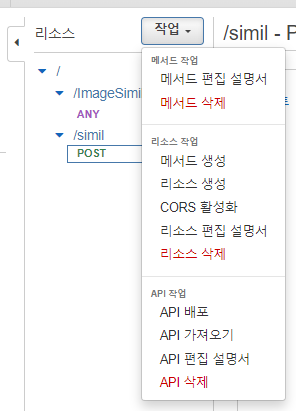 리소스
작업
/simil - P
/
/ImageSimi
ANY
/simil
POST
메서드 작업
메서드 편집 설명서
메서드 삭제
리소스 작업
메서드 생성
리소스 생성
CORS 활성화
리소스 편집 설명서
리소스 삭제
API 작업
API 배포
API 가져오기
API 편집 설명서
API 삭제